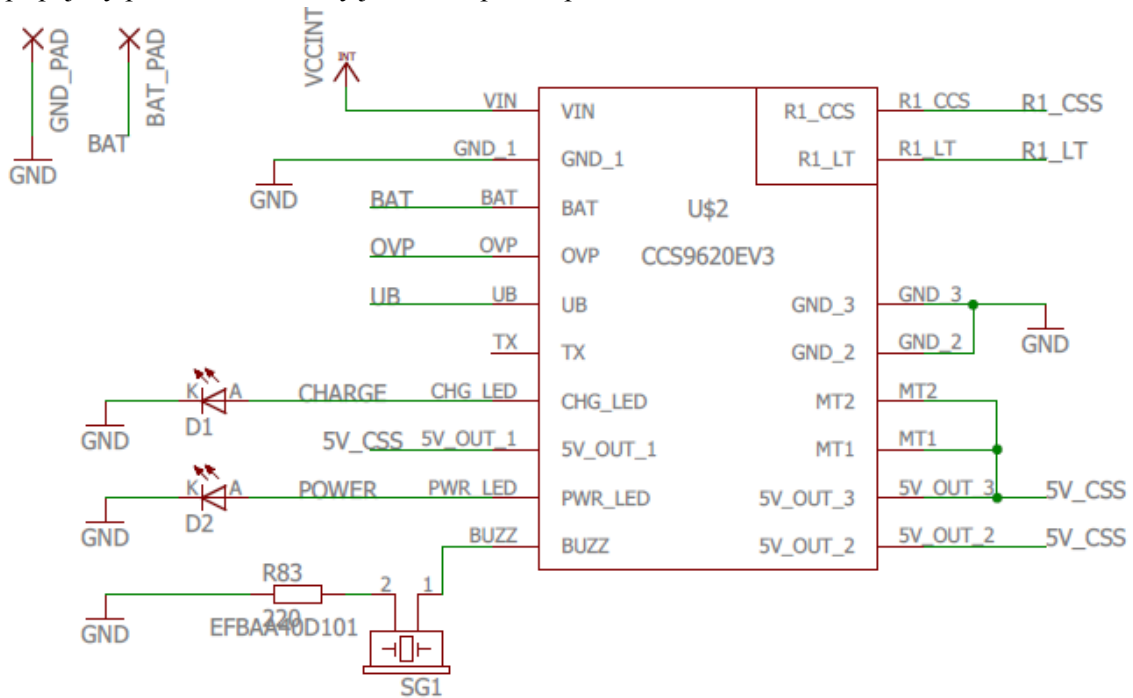 GND_PAD
BAT_PAD
BAT
GND
VCCINT
INT
VIN
VIN
GND_1
GND_1
GND
BAT
BAT
BAT
OVP
OVP
OVP
UB
UB
UB
TX
TX
CHARGE
CHG_LED
CHG_LED
K
A
D1
GND
5V_CSS
5V_OUT_1
5V_OUT_1
POWER
PWR_LED
PWR_LED
K
A
D2
GND
BUZZ
BUZZ
R83
220
EFBAA40D101
GND
2
1
SG1
U$2
CCS9620EV3
R1_CCS
R1_CCS
R1_CSS
R1_LT
R1_LT
R1_LT
GND_3
GND_3
GND_2
GND_2
GND
MT2
MT2
MT1
MT1
5V_OUT_3
5V_OUT_3
5V_CSS
5V_OUT_2
5V_OUT_2
5V_CSS